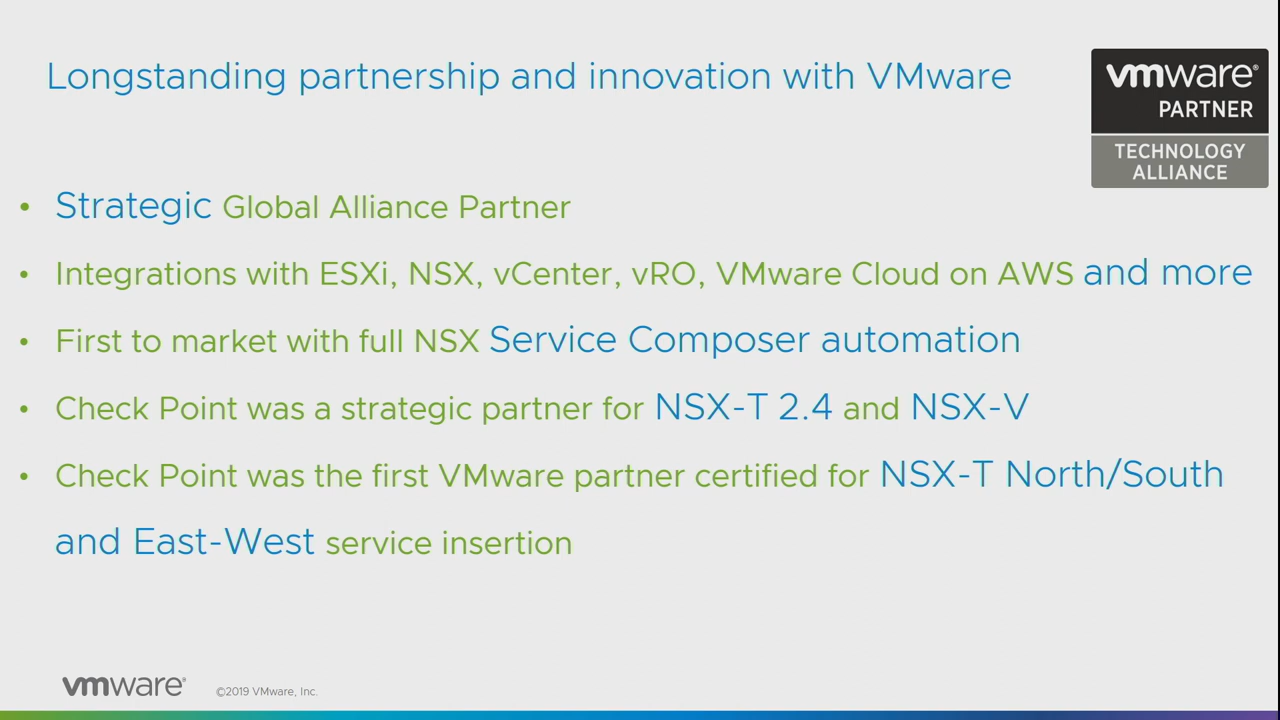 Longstanding partnership and innovation with VMware
vmware®
PARTNER
TECHNOLOGY
ALLIANCE
• Strategic Global Alliance Partner
• Integrations with ESXi, NSX, vCenter, vRO, VMware Cloud on AWS and more
• First to market with full NSX Service Composer automation
• Check Point was a strategic partner for NSX-T 2.4 and NSX-V
• Check Point was the first VMware partner certified for NSX-T North/South
and East-West service insertion
vmware®
©2019 VMware, Inc.